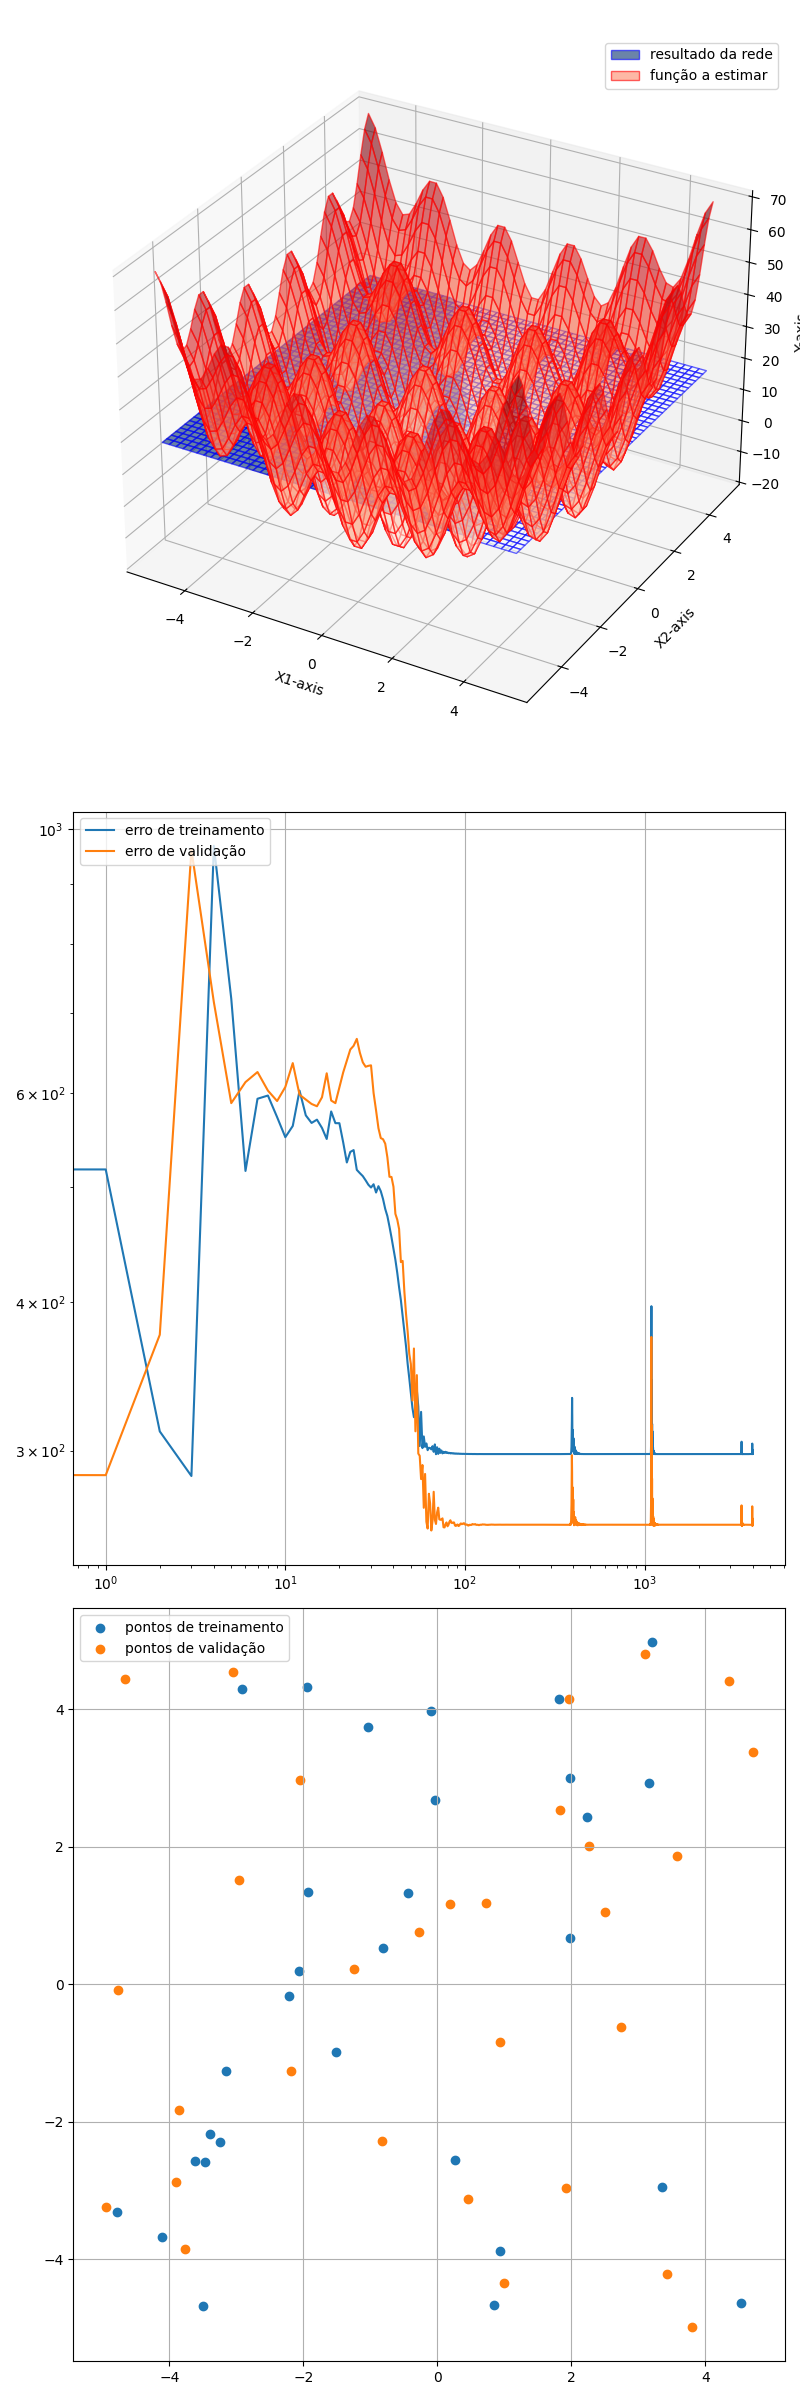 resultado da rede
função a estimar
70
60
50
40
30
20
10
0
−10
−20
4
2
0
−2
−4
X2-axis
−4
−2
0
2
4
X1-axis
erro de treinamento
erro de validação
10³
6 × 10²
4 × 10²
3 × 10²
10⁰ 10¹ 10² 10³
pontos de treinamento
pontos de validação
4
2
0
−2
−4
−4 −2 0 2 4